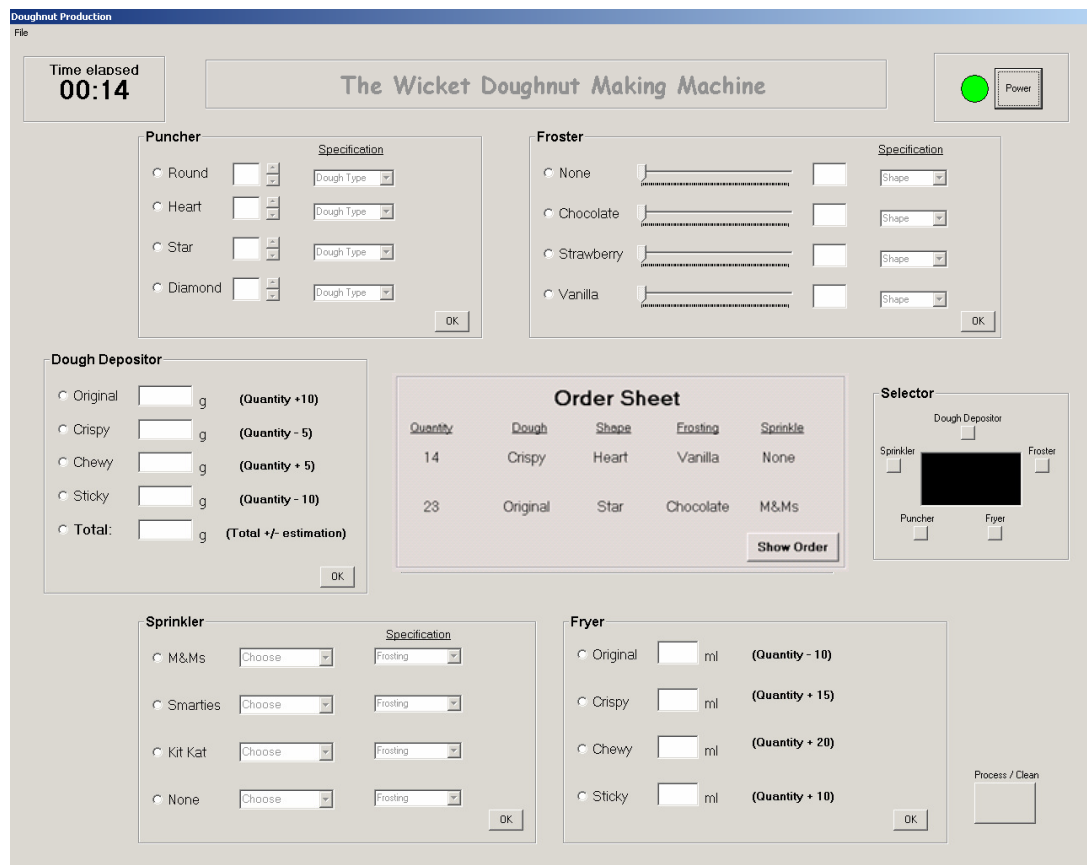 Doughnut Production
File
Time elapsed
00:14
The Wicket Doughnut Making Machine
Power
Puncher
Specification
Round Dough Type
Heart Dough Type
Star Dough Type
Diamond Dough Type
OK
Froster
Specification
None Shape
Chocolate Shape
Strawberry Shape
Vanilla Shape
OK
Dough Depositor
Original g (Quantity +10)
Crispy g (Quantity - 5)
Chewy g (Quantity + 5)
Sticky g (Quantity - 10)
Total: g (Total +/- estimation)
OK
Order Sheet
Quantity Dough Shape Frosting Sprinkle
14 Crispy Heart Vanilla None
23 Original Star Chocolate M&Ms
Show Order
Selector
Dough Depositor
Sprinkler Froster
Puncher Fryer
Sprinkler
Specification
M&Ms Choose Frosting
Smarties Choose Frosting
Kit Kat Choose Frosting
None Choose Frosting
OK
Fryer
Original ml (Quantity - 10)
Crispy ml (Quantity + 15)
Chewy ml (Quantity + 20)
Sticky ml (Quantity + 10)
OK
Process / Clean